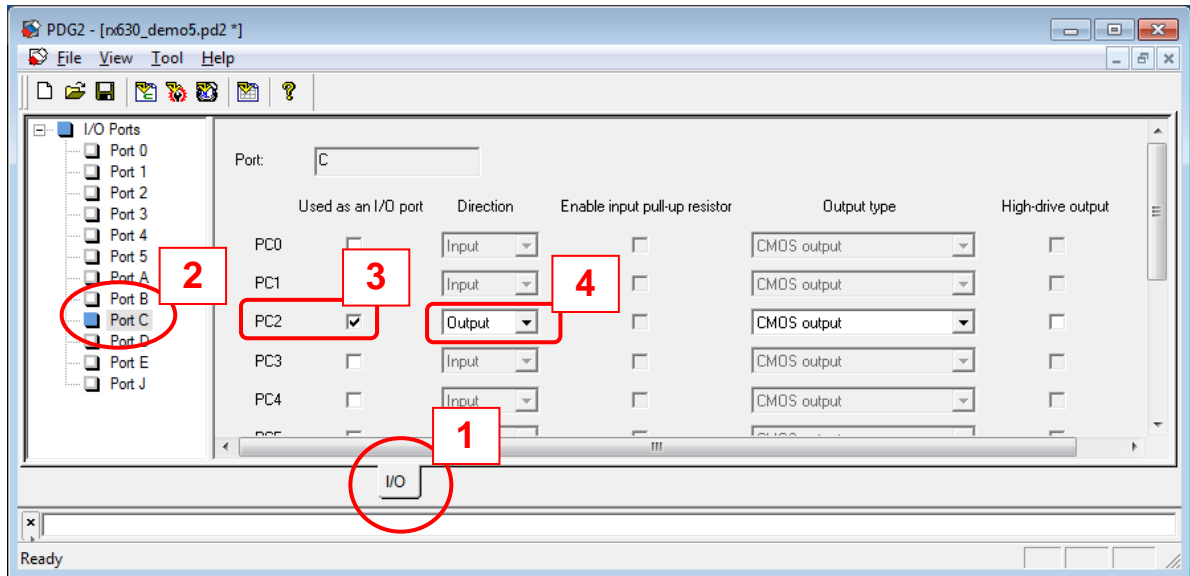 PDG2 - [rx630_demo5.pd2 *]
File View Tool Help
I/O Ports
Port 0
Port 1
Port 2
Port 3
Port 4
Port 5
Port A
Port B
Port C
Port D
Port E
Port J
2
Port: C
Used as an I/O port Direction Enable input pull-up resistor Output type High-drive output
PC0 Input CMOS output
PC1 3 Input 4 CMOS output
PC2 Output CMOS output
PC3 Input CMOS output
PC4 Input CMOS output
PC5 1
I/O
Ready